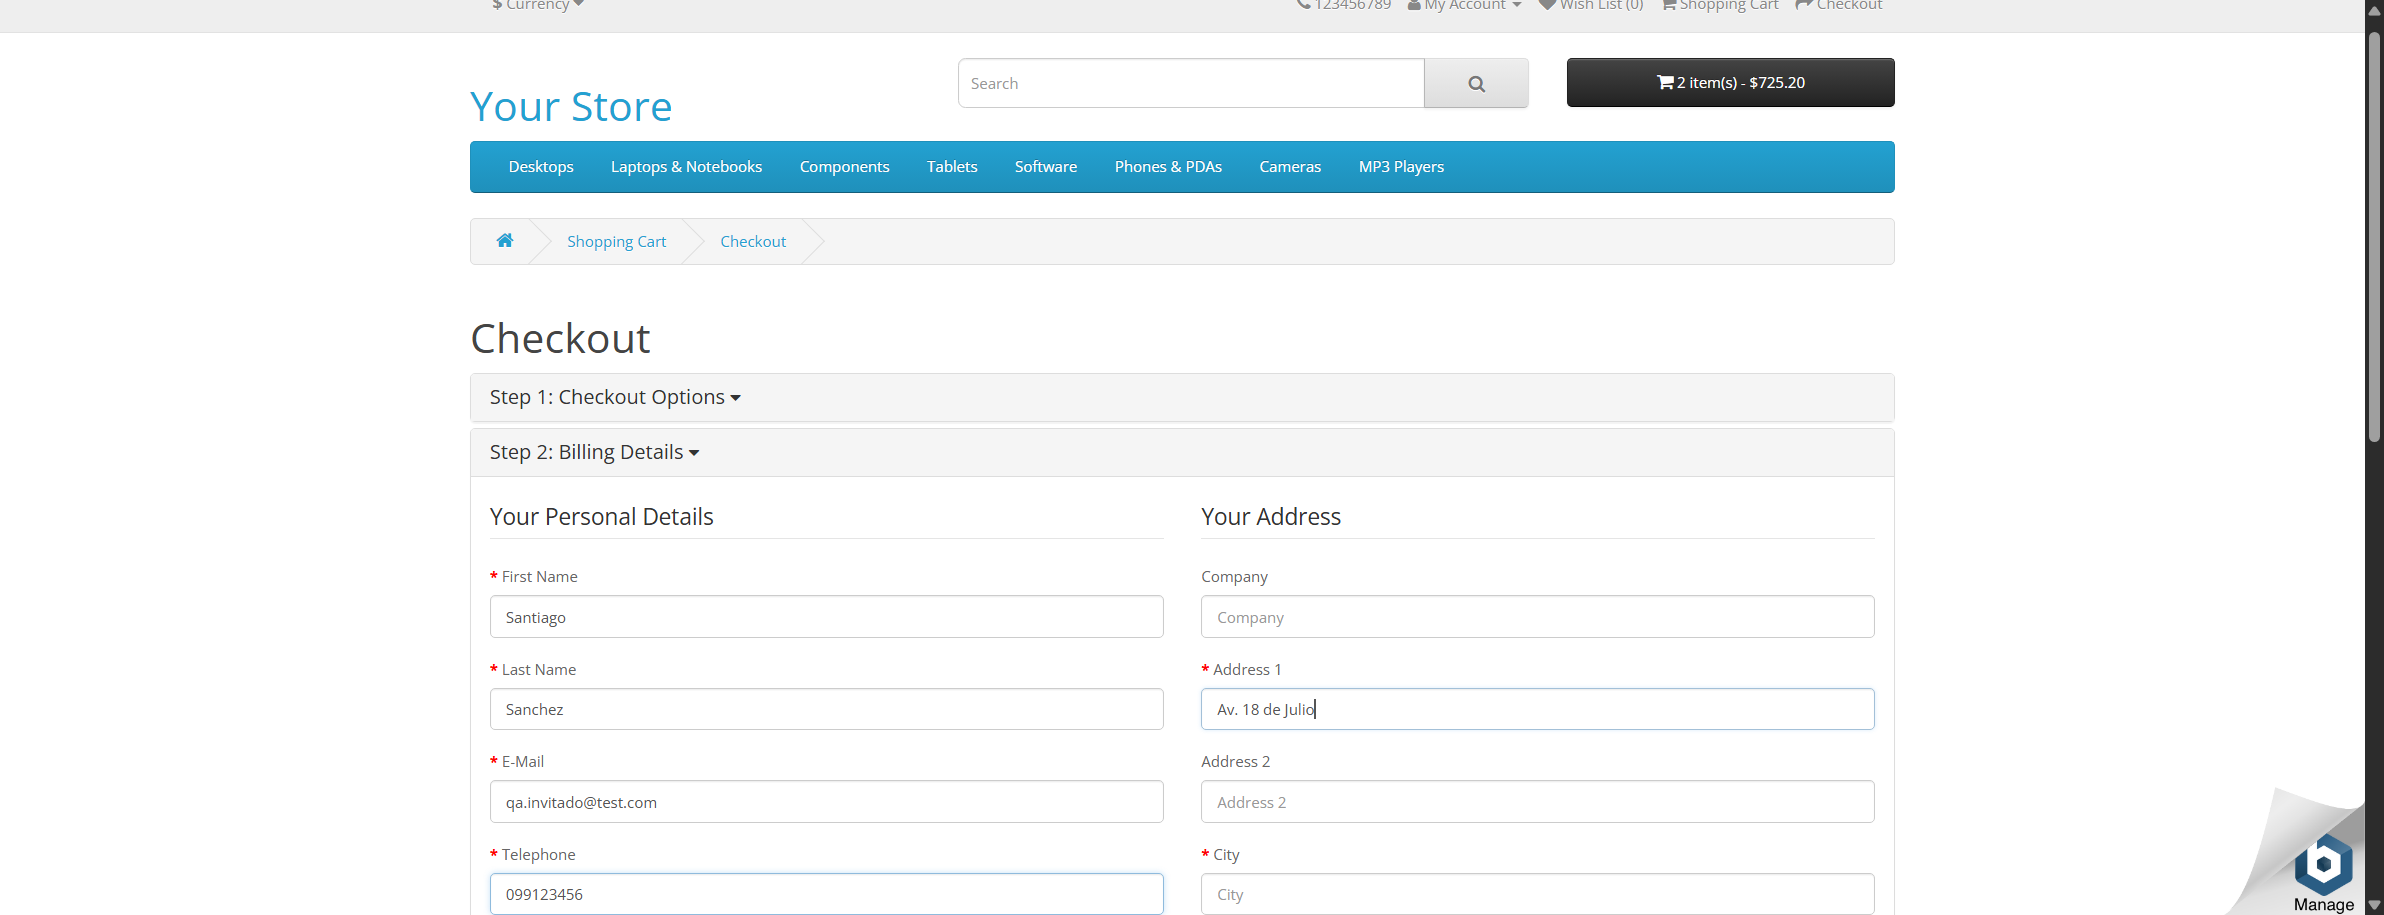 $ Currency
123456789 My Account Wish List (0) Shopping Cart Checkout
Your Store
Search
2 item(s) - $725.20
Desktops Laptops & Notebooks Components Tablets Software Phones & PDAs Cameras MP3 Players
Shopping Cart Checkout
Checkout
Step 1: Checkout Options
Step 2: Billing Details
Your Personal Details
* First Name
Santiago
* Last Name
Sanchez
* E-Mail
qa.invitado@test.com
* Telephone
099123456
Your Address
Company
Company
* Address 1
Av. 18 de Julio
Address 2
Address 2
* City
City
Manage